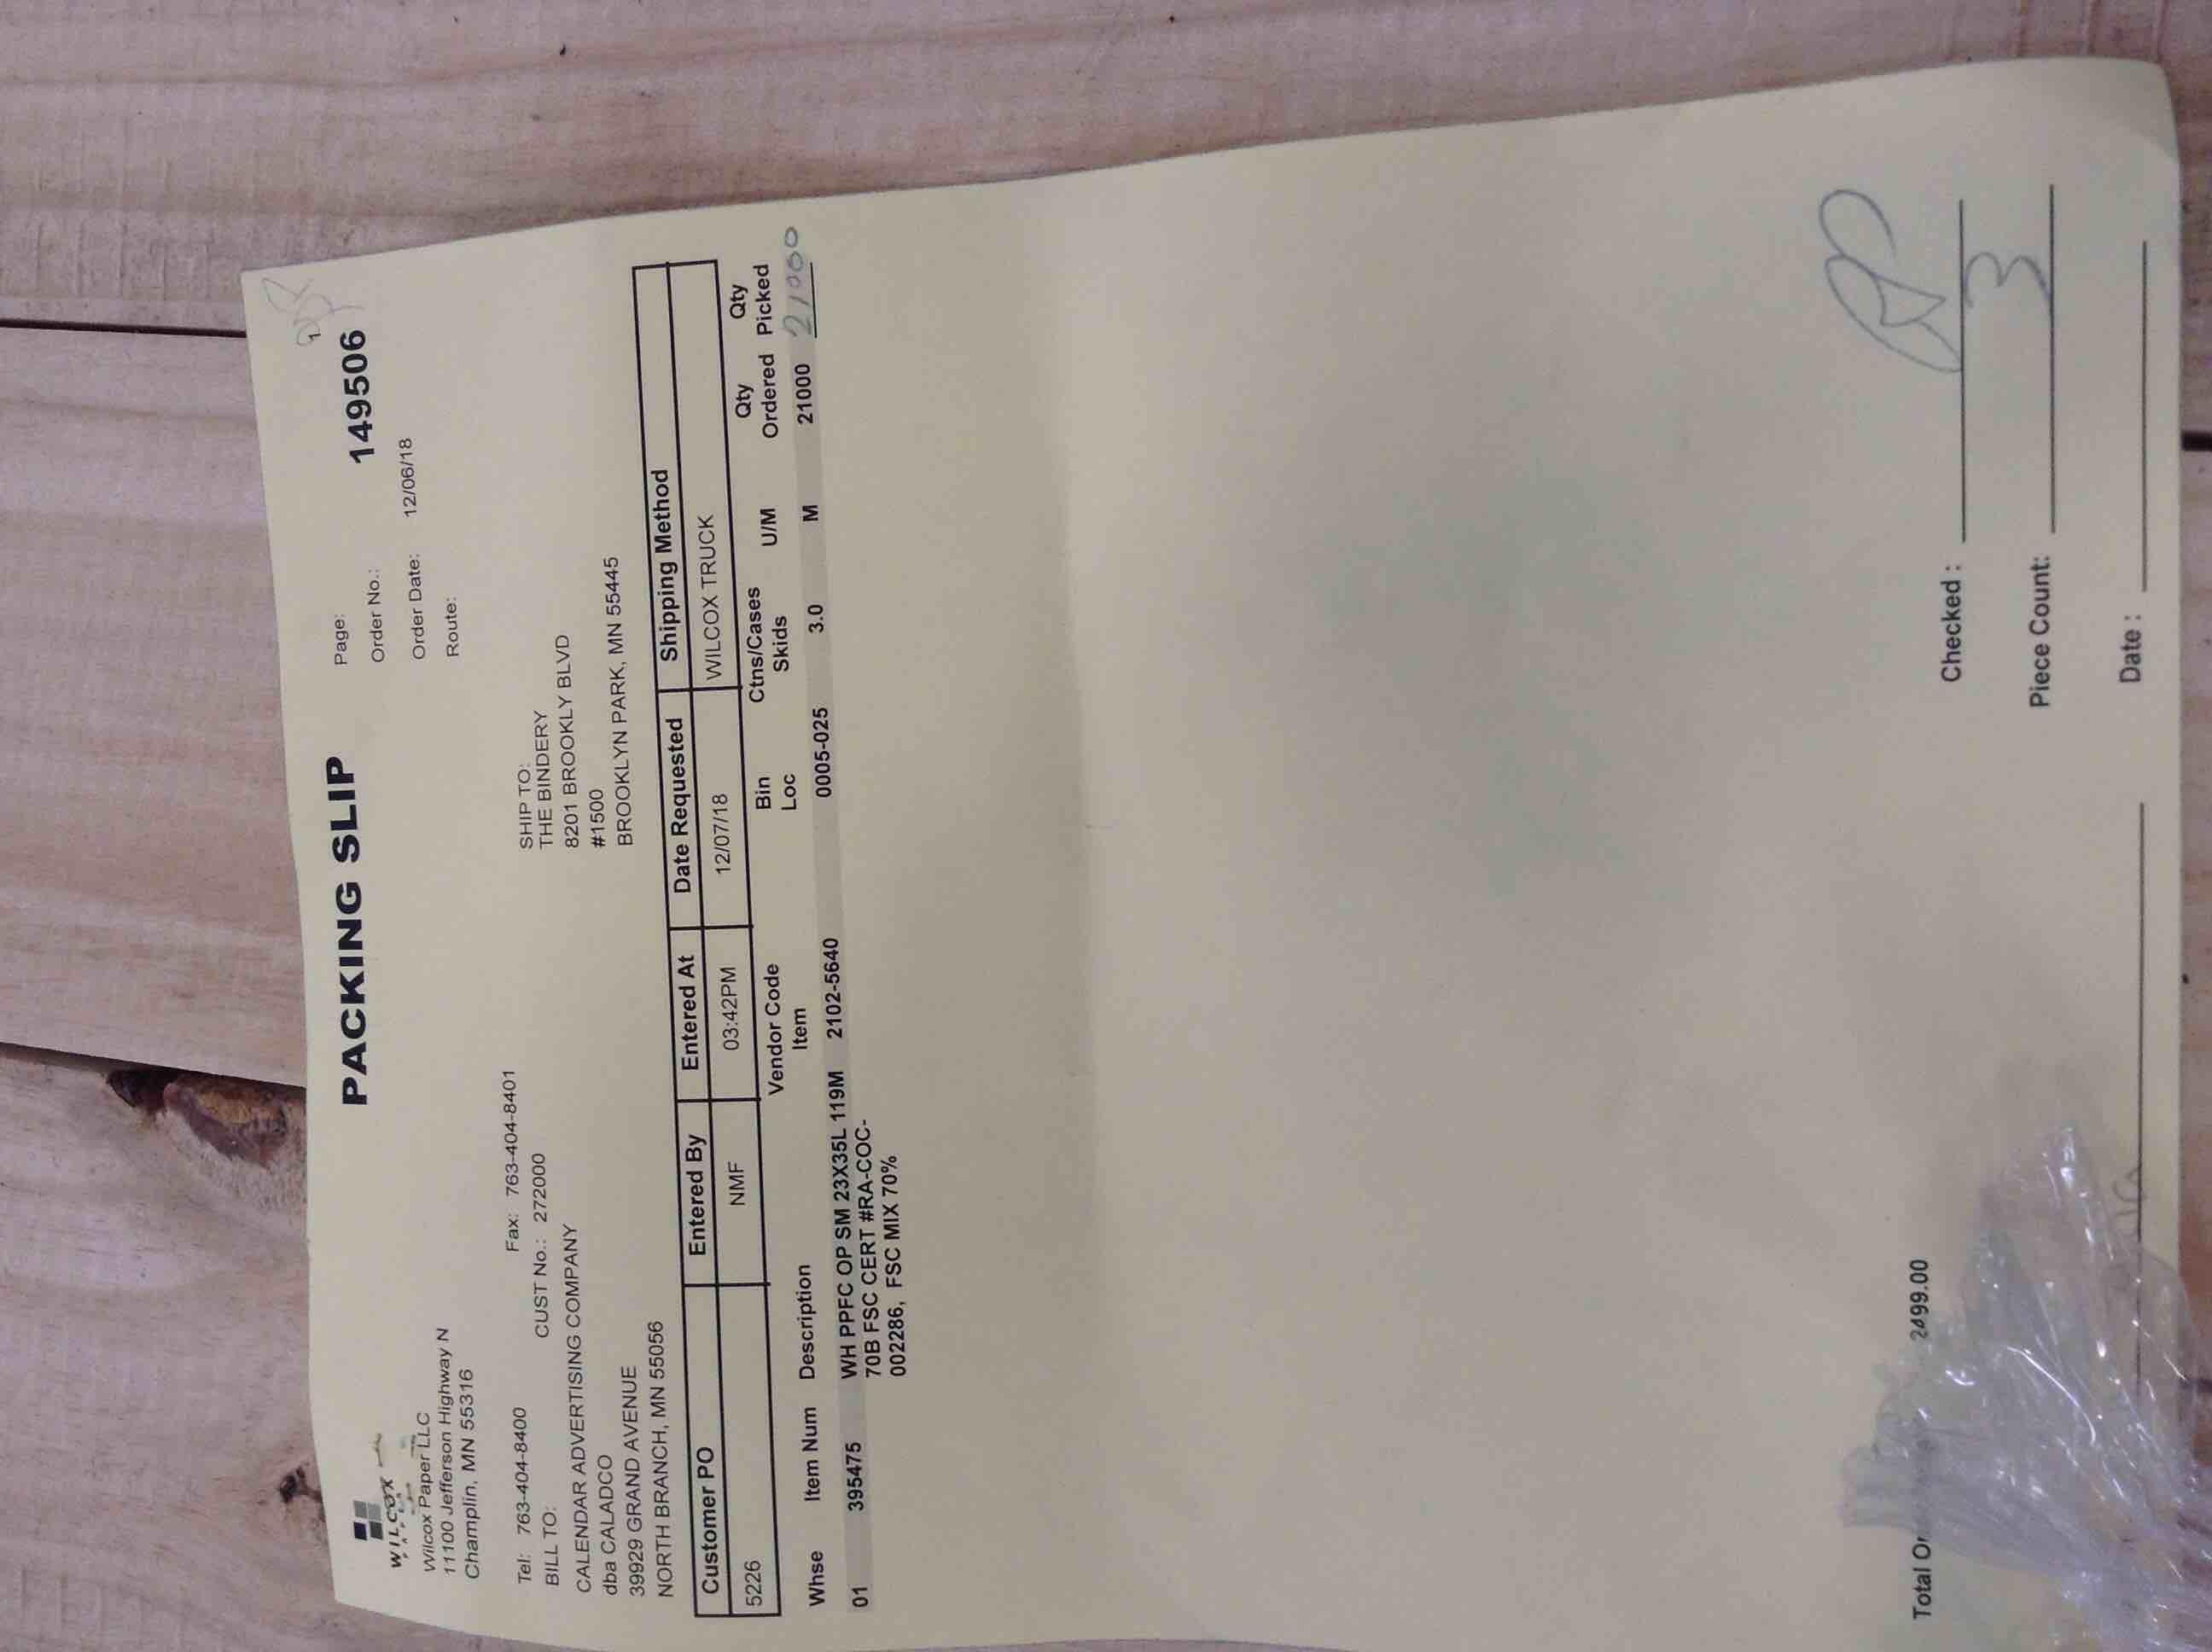 PACKING SLIP
WILCOX
PAPER
Wilcox Paper LLC
11100 Jefferson Highway N
Champlin, MN 55316
Page: 1
Order No.: 149506
Order Date: 12/06/18
Route:
Tel: 763-404-8400 Fax: 763-404-8401
BILL TO: CUST No.: 272000
CALENDAR ADVERTISING COMPANY
dba CALADCO
39929 GRAND AVENUE
NORTH BRANCH, MN 55056
SHIP TO:
THE BINDERY
8201 BROOKLY BLVD
#1500
BROOKLYN PARK, MN 55445
Customer PO Entered By Entered At Date Requested Shipping Method
5226 NMF 03:42PM 12/07/18 WILCOX TRUCK
Whse Item Num Description Vendor Code Item Bin Loc Ctns/Cases Skids U/M Qty Ordered Qty Picked
01 395475 WH PPFC OP SM 23X35L 119M 2102-5640 0005-025 3.0 M 21000 21000
70B FSC CERT #RA-COC-
002286, FSC MIX 70%
Total 2499.00
Checked :
Piece Count: 3
Date :